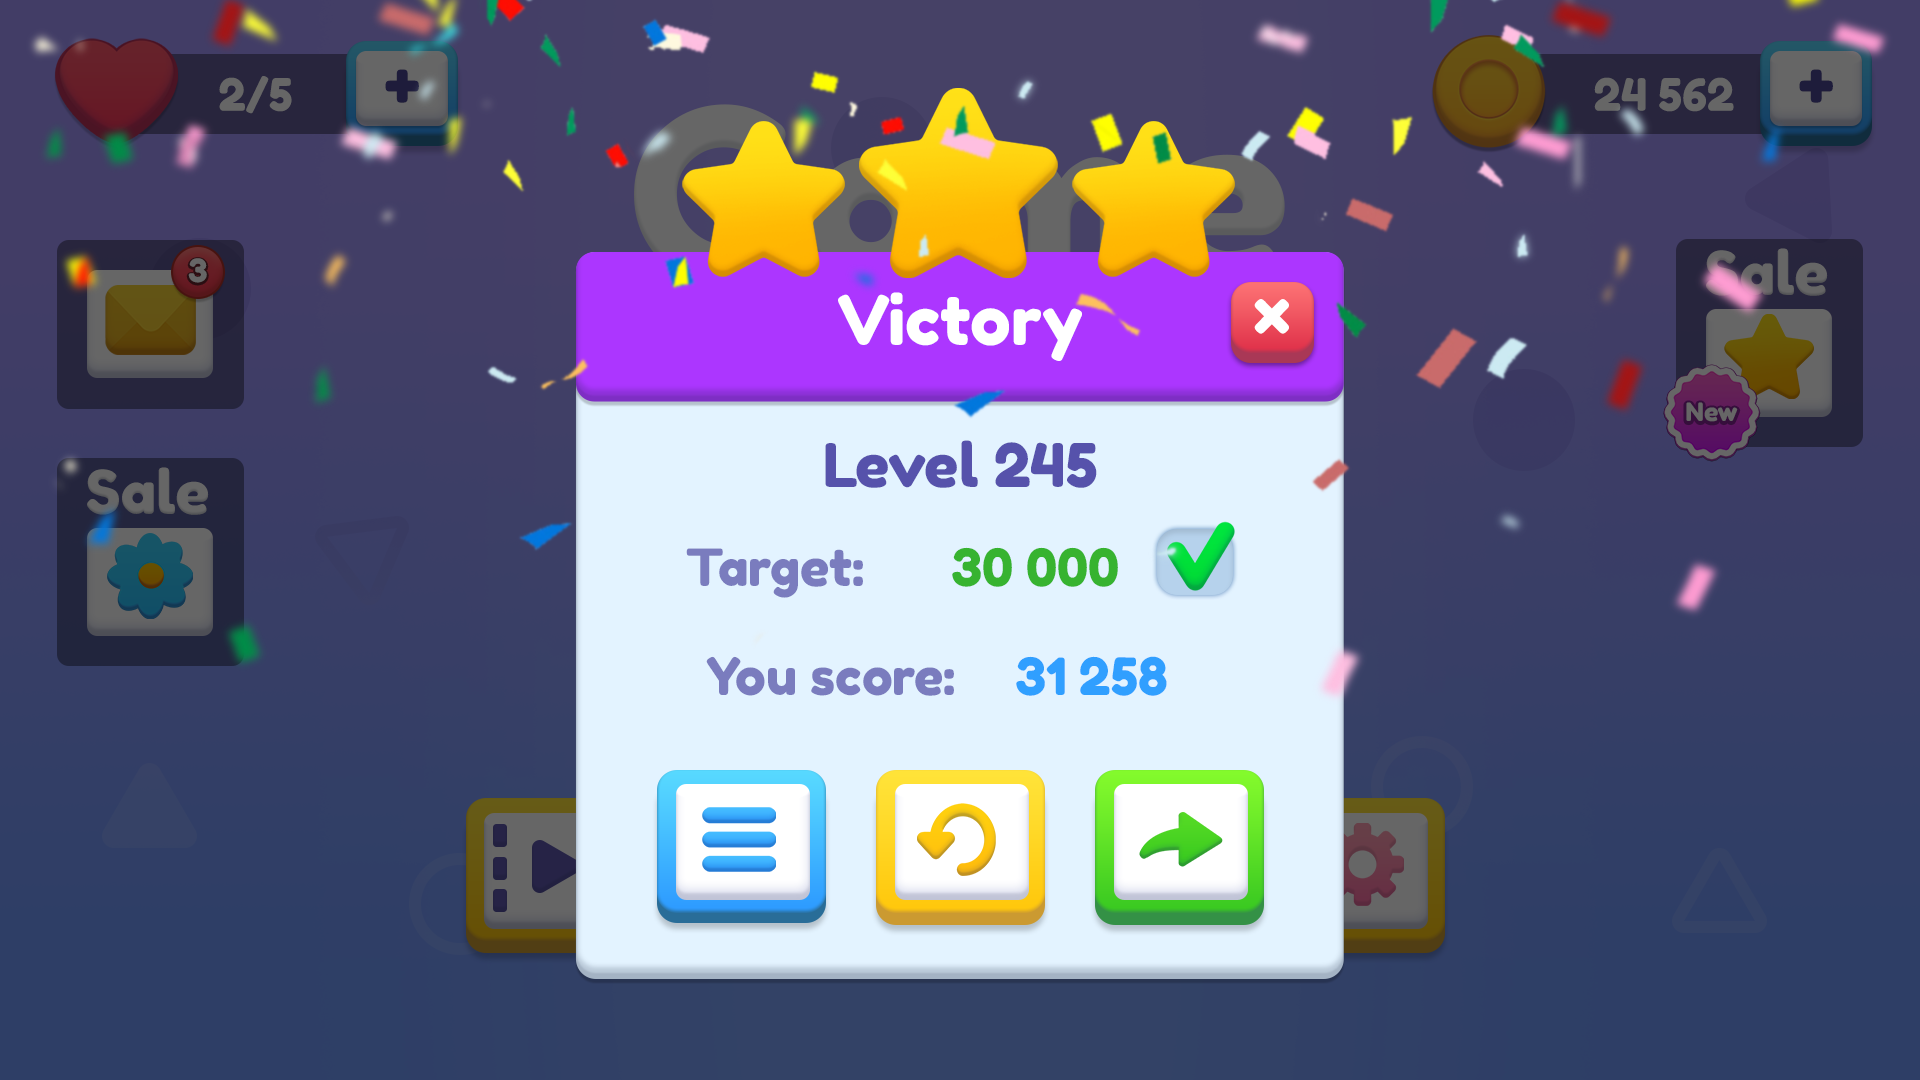 2/5
24 562
3
Sale
Victory
Level 245
Target: 30 000
You score: 31 258
Sale
New